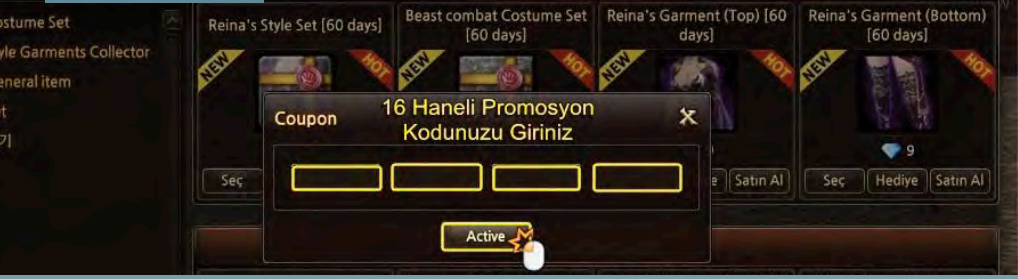 ostume Set
yle Garments Collector
eneral item
et
기]
Reina's Style Set [60 days]
Beast combat Costume Set
[60 days]
Reina's Garment (Top) [60
days]
Reina's Garment (Bottom)
[60 days]
NEW
HOT
NEW
HOT
NEW
HOT
NEW
HOT
Coupon
16 Haneli Promosyon
Kodunuzu Giriniz
X
9
Seç
e
Satın Al
Seç
Hediye
Satın Al
Active